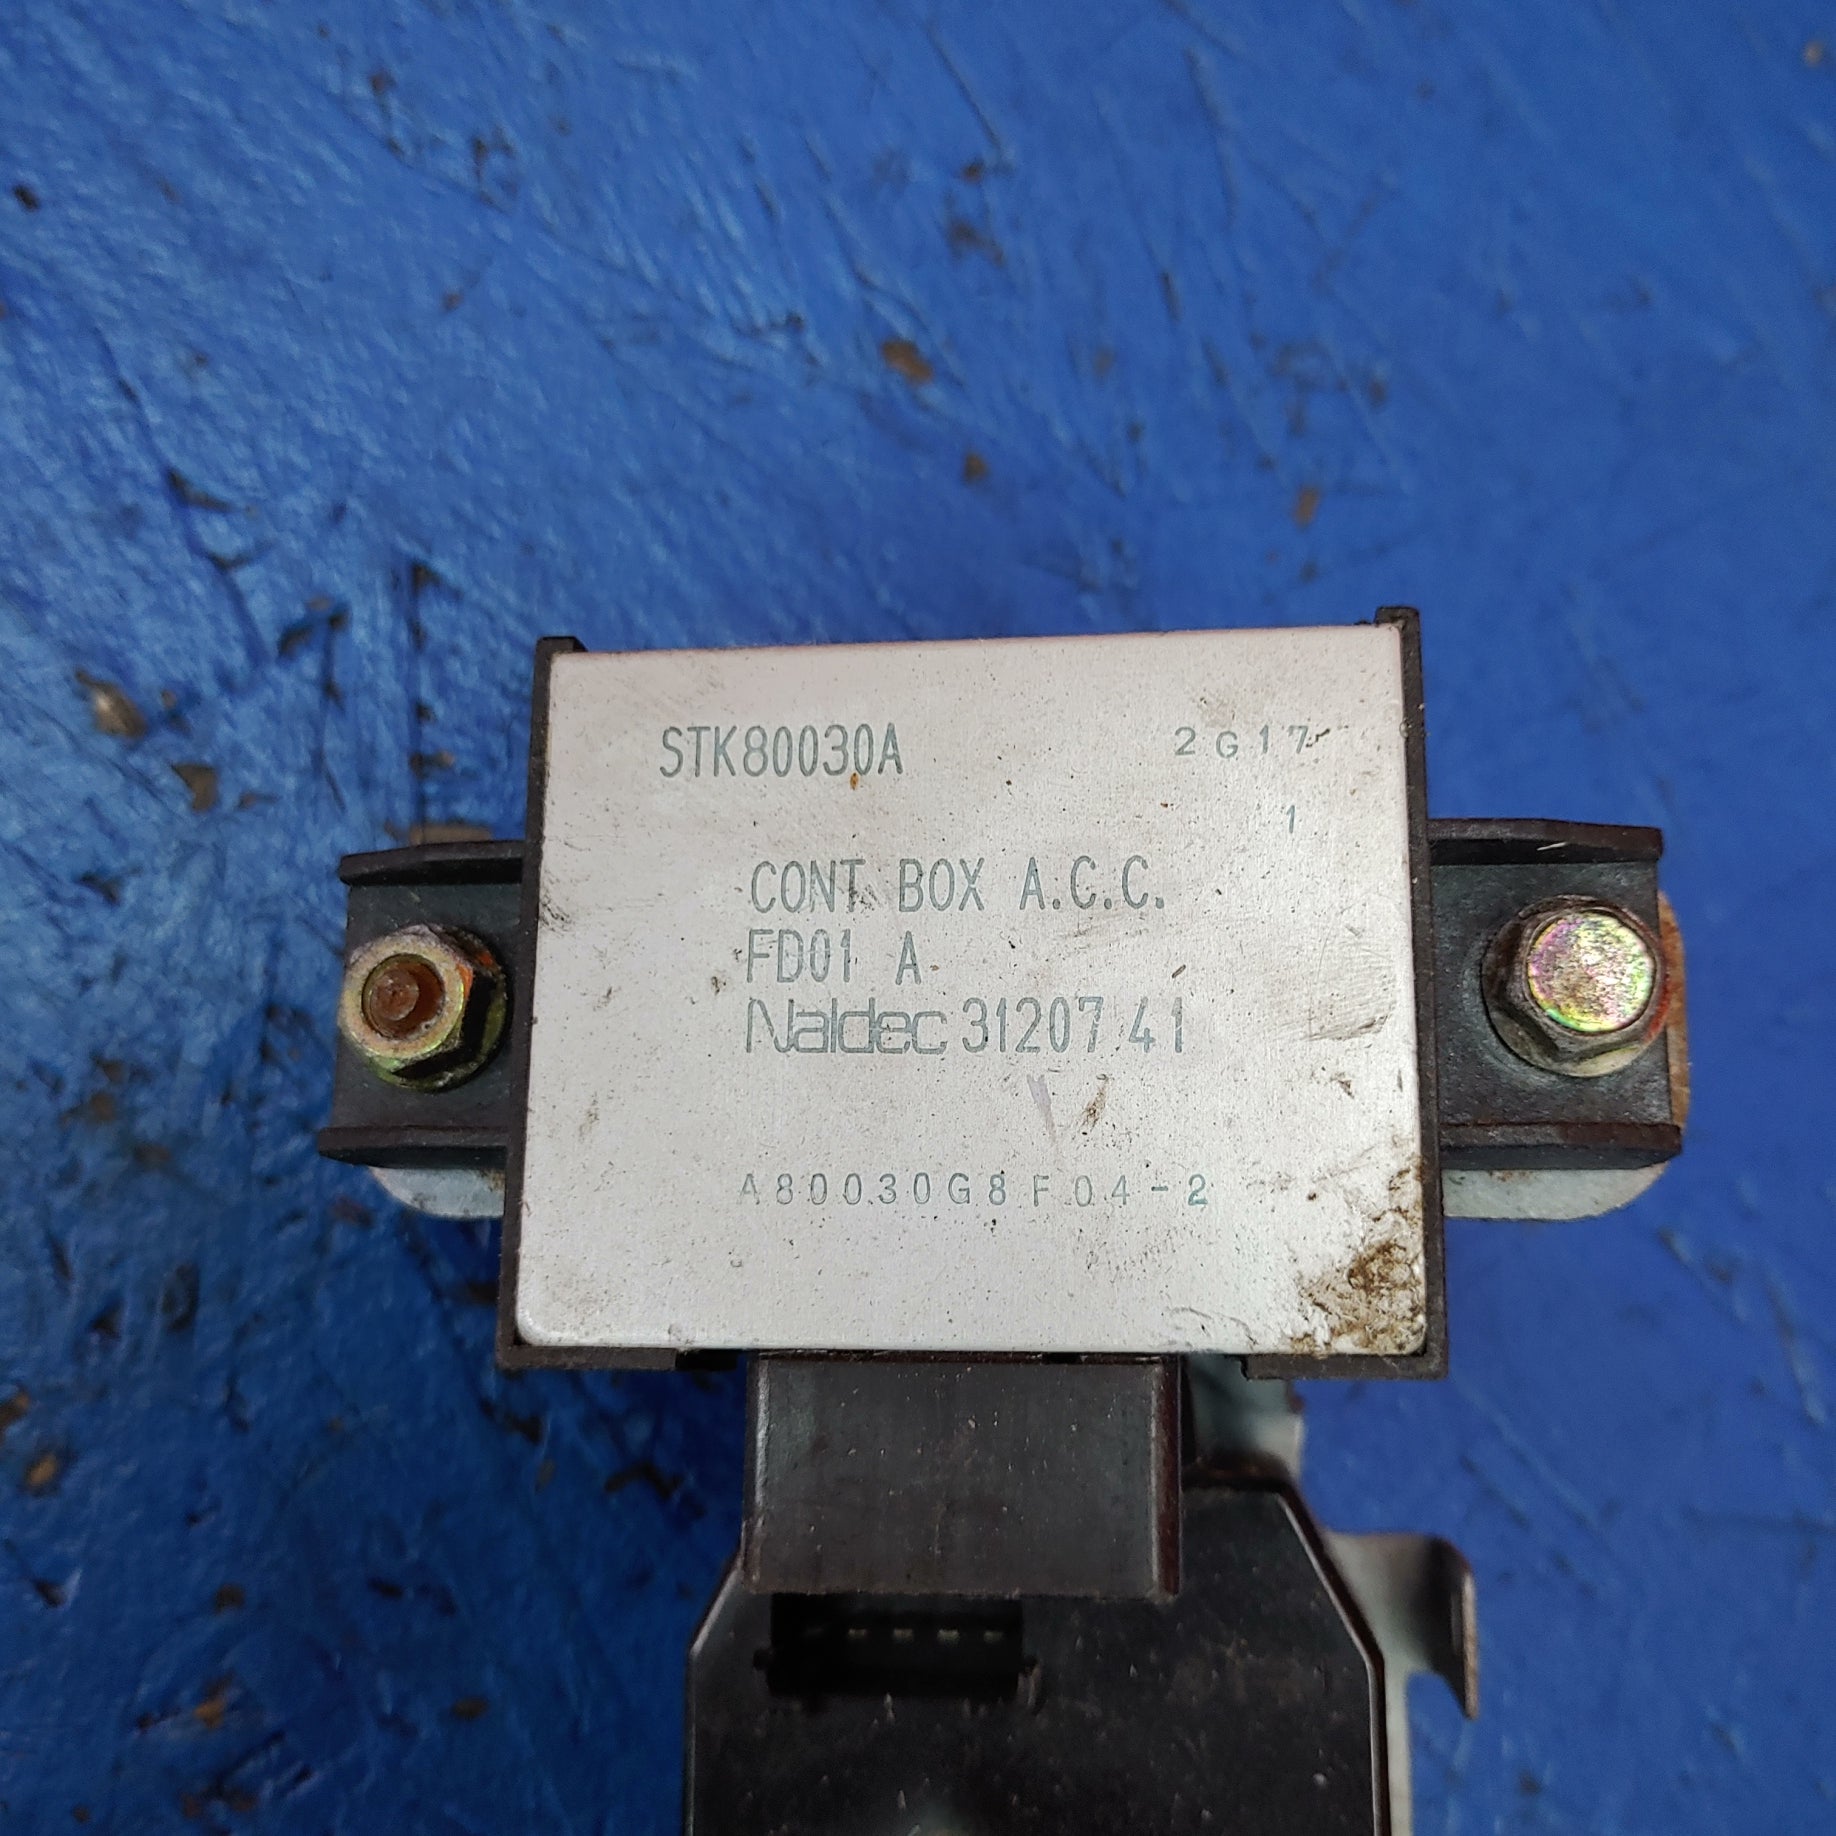 STK80030A 2G17
1
CONT BOX A.C.C.
FD01 A
Naldec 31207 41
A80030G8F04-2